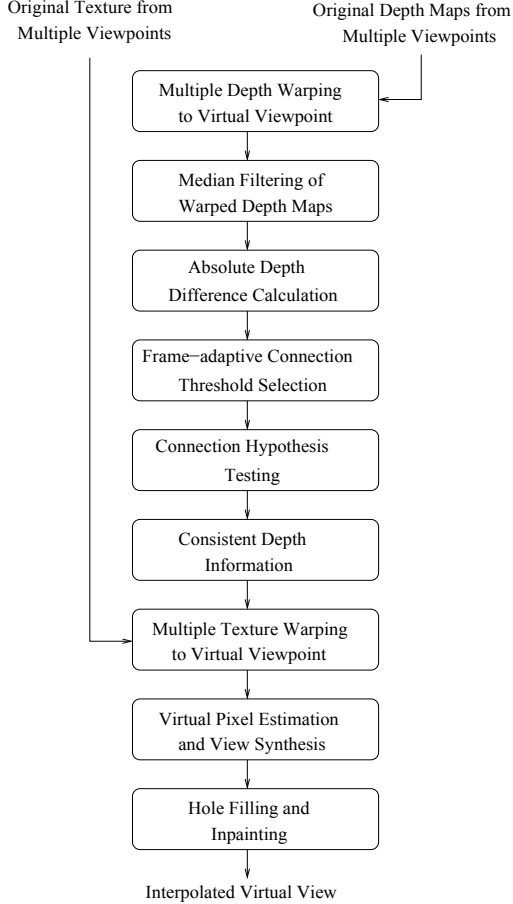 Original Texture from
Multiple Viewpoints
Original Depth Maps from
Multiple Viewpoints
Multiple Depth Warping
to Virtual Viewpoint
Median Filtering of
Warped Depth Maps
Absolute Depth
Difference Calculation
Frame−adaptive Connection
Threshold Selection
Connection Hypothesis
Testing
Consistent Depth
Information
Multiple Texture Warping
to Virtual Viewpoint
Virtual Pixel Estimation
and View Synthesis
Hole Filling and
Inpainting
Interpolated Virtual View